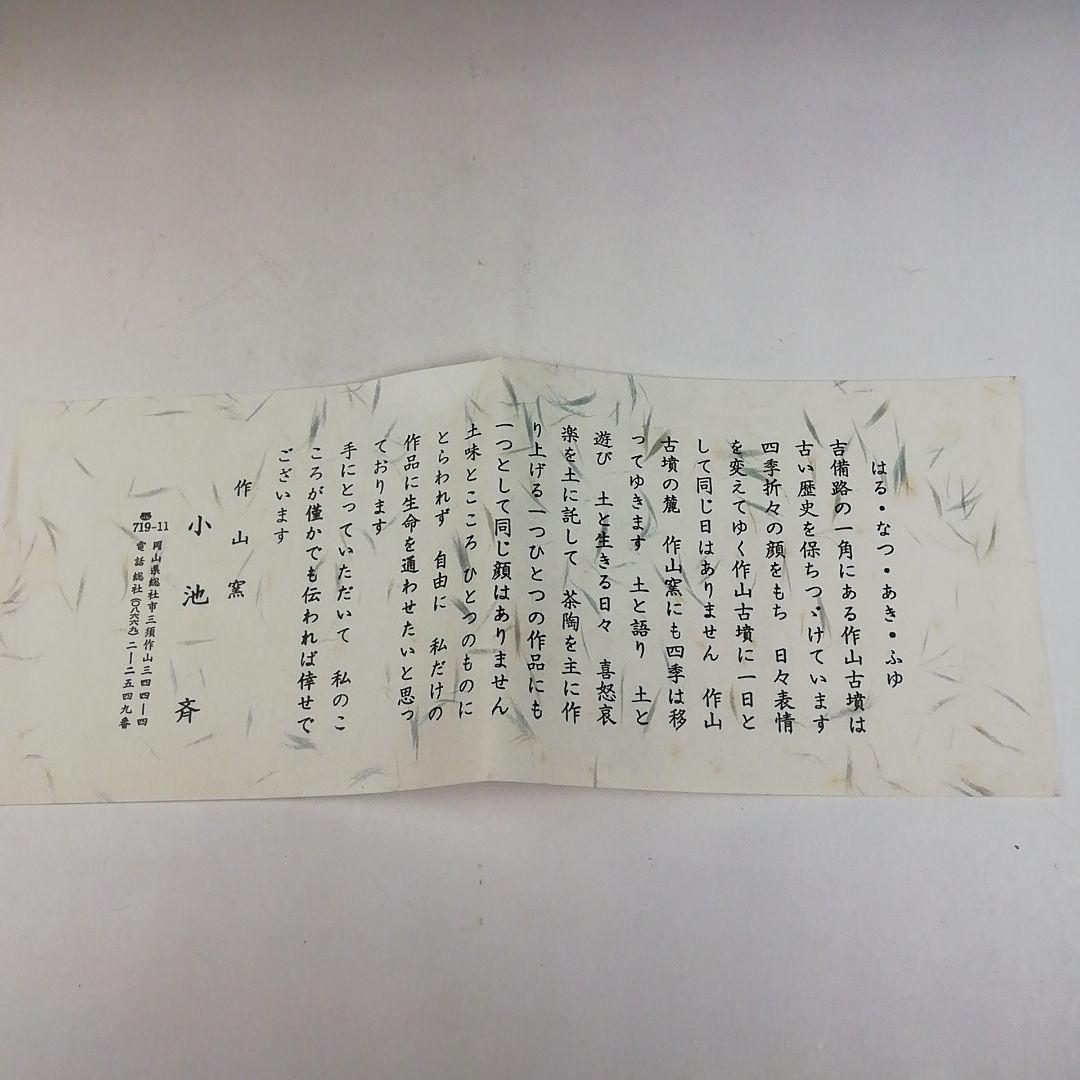 はる・なつ・あき・ふゆ
吉備路の一角にある作山古墳は
古い歴史を保ちつゞけています
四季折々の顔をもち　日々表情
を変えてゆく作山古墳に一日と
して同じ日はありません　作山
古墳の麓　作山窯にも四季は移
ってゆきます　土と語り　土と
遊び　土と生きる日々　喜怒哀
楽を土に託して　茶陶を主に作
り上げる一つひとつの作品にも
一つとして同じ顔はありません
土味とこころ　ひとつのものに
とらわれず　自由に　私だけの
作品に生命を通わせたいと思っ
ております
手にとっていただいて　私のこ
ころが僅かでも伝われば倖せで
ございます
作山窯
小池　斉
719-11　岡山県総社市三須作山三四四ー四
電話総社(〇八六六九)二ー二五四九番